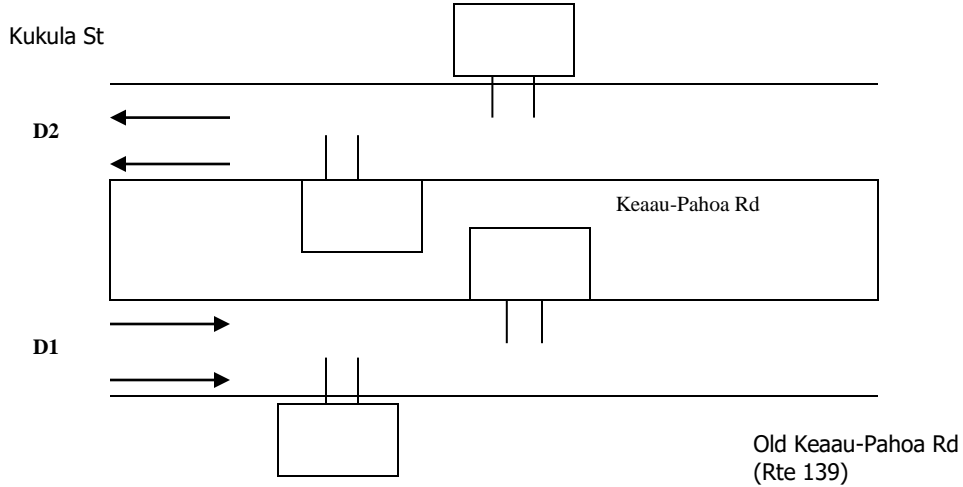 Kukula St
D2
Keaau-Pahoa Rd
D1
Old Keaau-Pahoa Rd
(Rte 139)